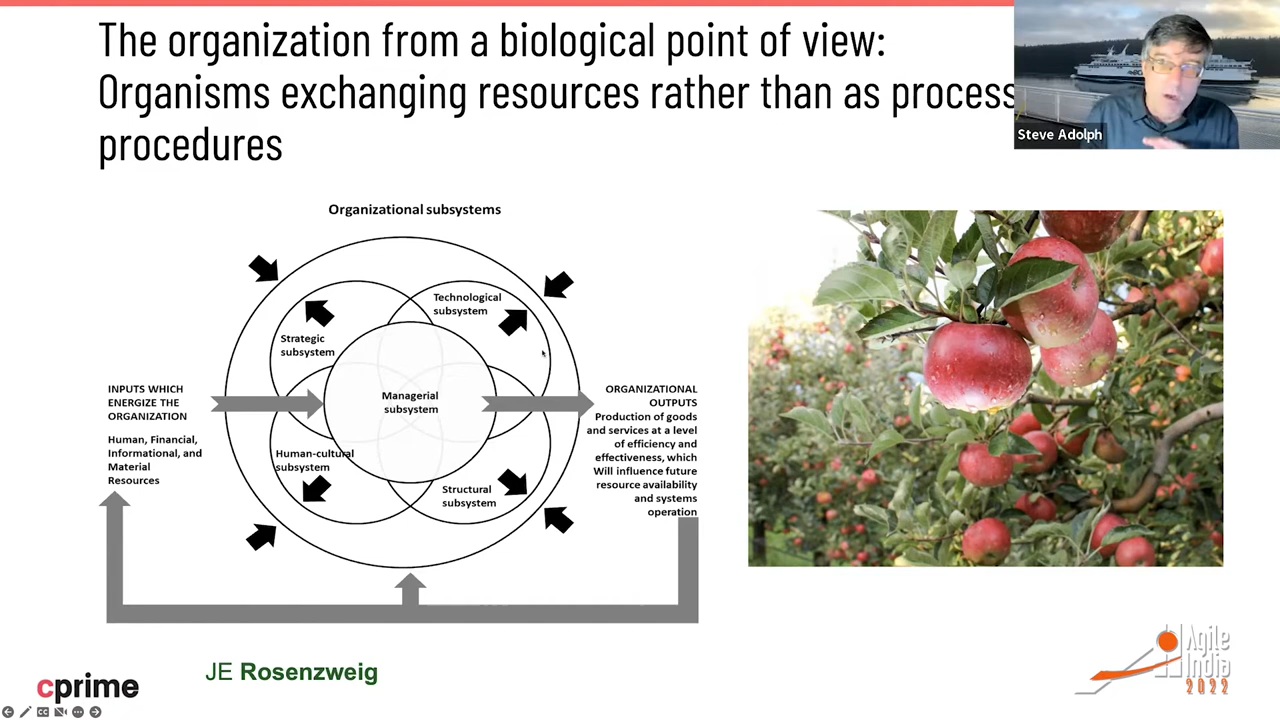 The organization from a biological point of view:
Organisms exchanging resources rather than as process
procedures
Steve Adolph
Organizational subsystems
Technological
subsystem
Strategic
subsystem
INPUTS WHICH
ENERGIZE THE
ORGANIZATION
Human, Financial,
Informational, and
Material
Resources
Managerial
subsystem
ORGANIZATIONAL
OUTPUTS
Production of goods
and services at a level
of efficiency and
effectiveness, which
Will influence future
resource availability
and systems
operation
Human-cultural
subsystem
Structural
subsystem
JE Rosenzweig
cprime
Agile
India
2022